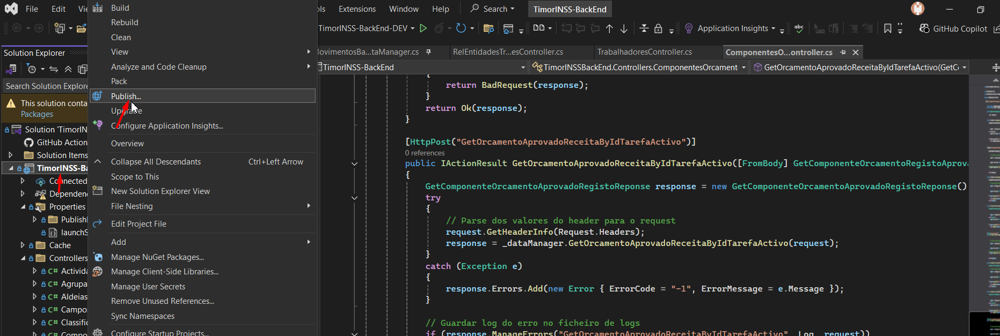 File Edit Vie
Build
ols Extensions Window Help Search TimorINSS-BackEnd
Rebuild
TimorINSS-BackEnd-DEV Application Insights abc GitHub Copilot
Clean
Solution Explorer
View
ovimentosBa...taManager.cs RelEntidadesTr...esController.cs TrabalhadoresController.cs ComponentesO...ontroller.cs
Analyze and Code Cleanup
TimorINSS-BackEnd TimorINSSBackEnd.Controllers.ComponentesOrcament GetOrcamentoAprovadoReceitaByIdTarefaActivo(GetC
Pack
Search Solution Explore
Publish...
This solution conta
Packages
Upgrade
Configure Application Insights...
Solution 'TimorIN
GitHub Action
Overview
Solution Items
Collapse All Descendants Ctrl+Left Arrow
TimorINSS-Ba
Scope to This
Connected
New Solution Explorer View
Dependenc
File Nesting
Properties
Publish
Edit Project File
launchS
Add
Cache
Manage NuGet Packages...
Controllers
Manage Client-Side Libraries...
C# Activida
Manage User Secrets
C# Agrupa
Remove Unused References...
C# Aldeias
C# Campo
Sync Namespaces
C# Classific
Configure Startup Projects...
C# Compo
{
return BadRequest(response);
}
return Ok(response);
}
[HttpPost("GetOrcamentoAprovadoReceitaByIdTarefaActivo")]
0 references
public IActionResult GetOrcamentoAprovadoReceitaByIdTarefaActivo([FromBody] GetComponenteOrcamentoRegistoAprova
{
GetComponenteOrcamentoAprovadoRegistoReponse response = new GetComponenteOrcamentoAprovadoRegistoReponse()
try
{
// Parse dos valores do header para o request
request.GetHeaderInfo(Request.Headers);
response = _dataManager.GetOrcamentoAprovadoReceitaByIdTarefaActivo(request);
}
catch (Exception e)
{
response.Errors.Add(new Error { ErrorCode = "-1", ErrorMessage = e.Message });
}
// Guardar log do erro no ficheiro de logs
if (response.ManageErrors("GetOrcamentoAprovadoReceitaByIdTarefaActivo", Log, request))